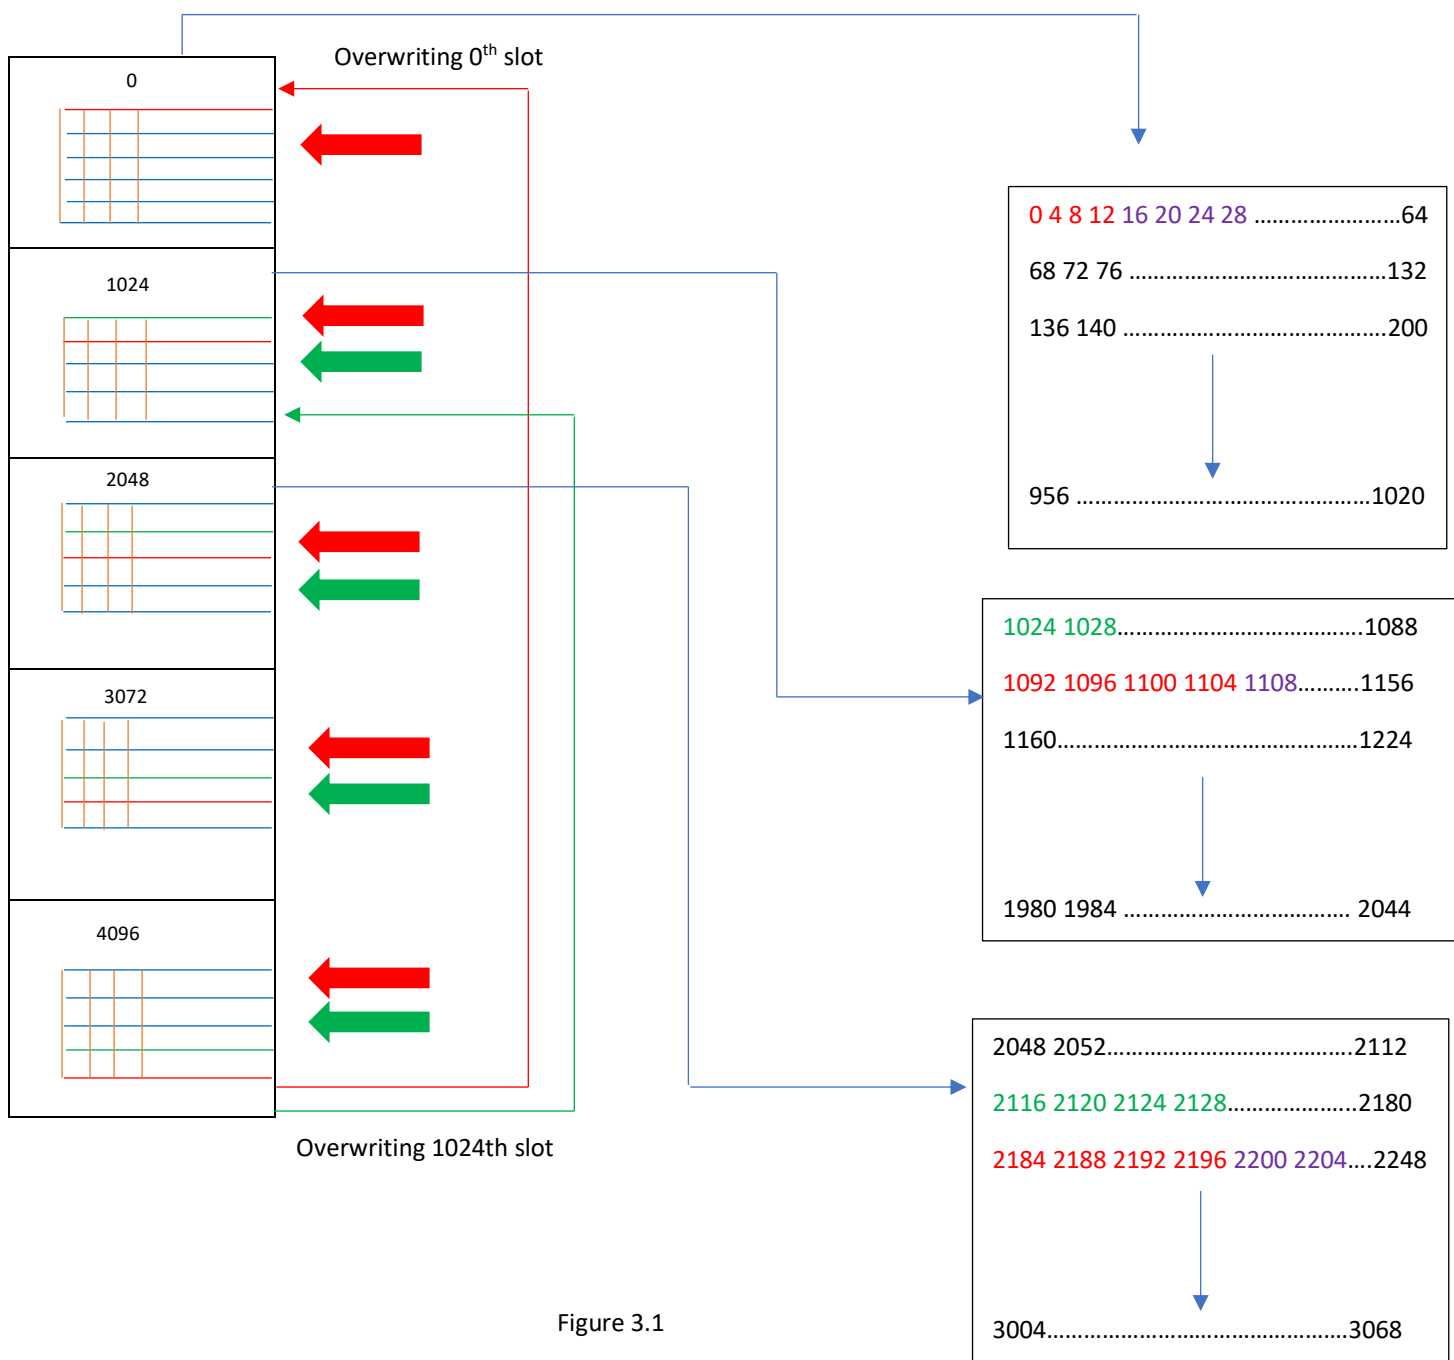 Overwriting 0th slot
0
1024
2048
3072
4096
Overwriting 1024th slot
0 4 8 12 16 20 24 28 ........................64
68 72 76 ..........................................132
136 140 ...........................................200
956 ................................................1020
1024 1028........................................1088
1092 1096 1100 1104 1108..........1156
1160.................................................1224
1980 1984 ..................................... 2044
2048 2052........................................2112
2116 2120 2124 2128.....................2180
2184 2188 2192 2196 2200 2204....2248
3004.................................................3068
Figure 3.1